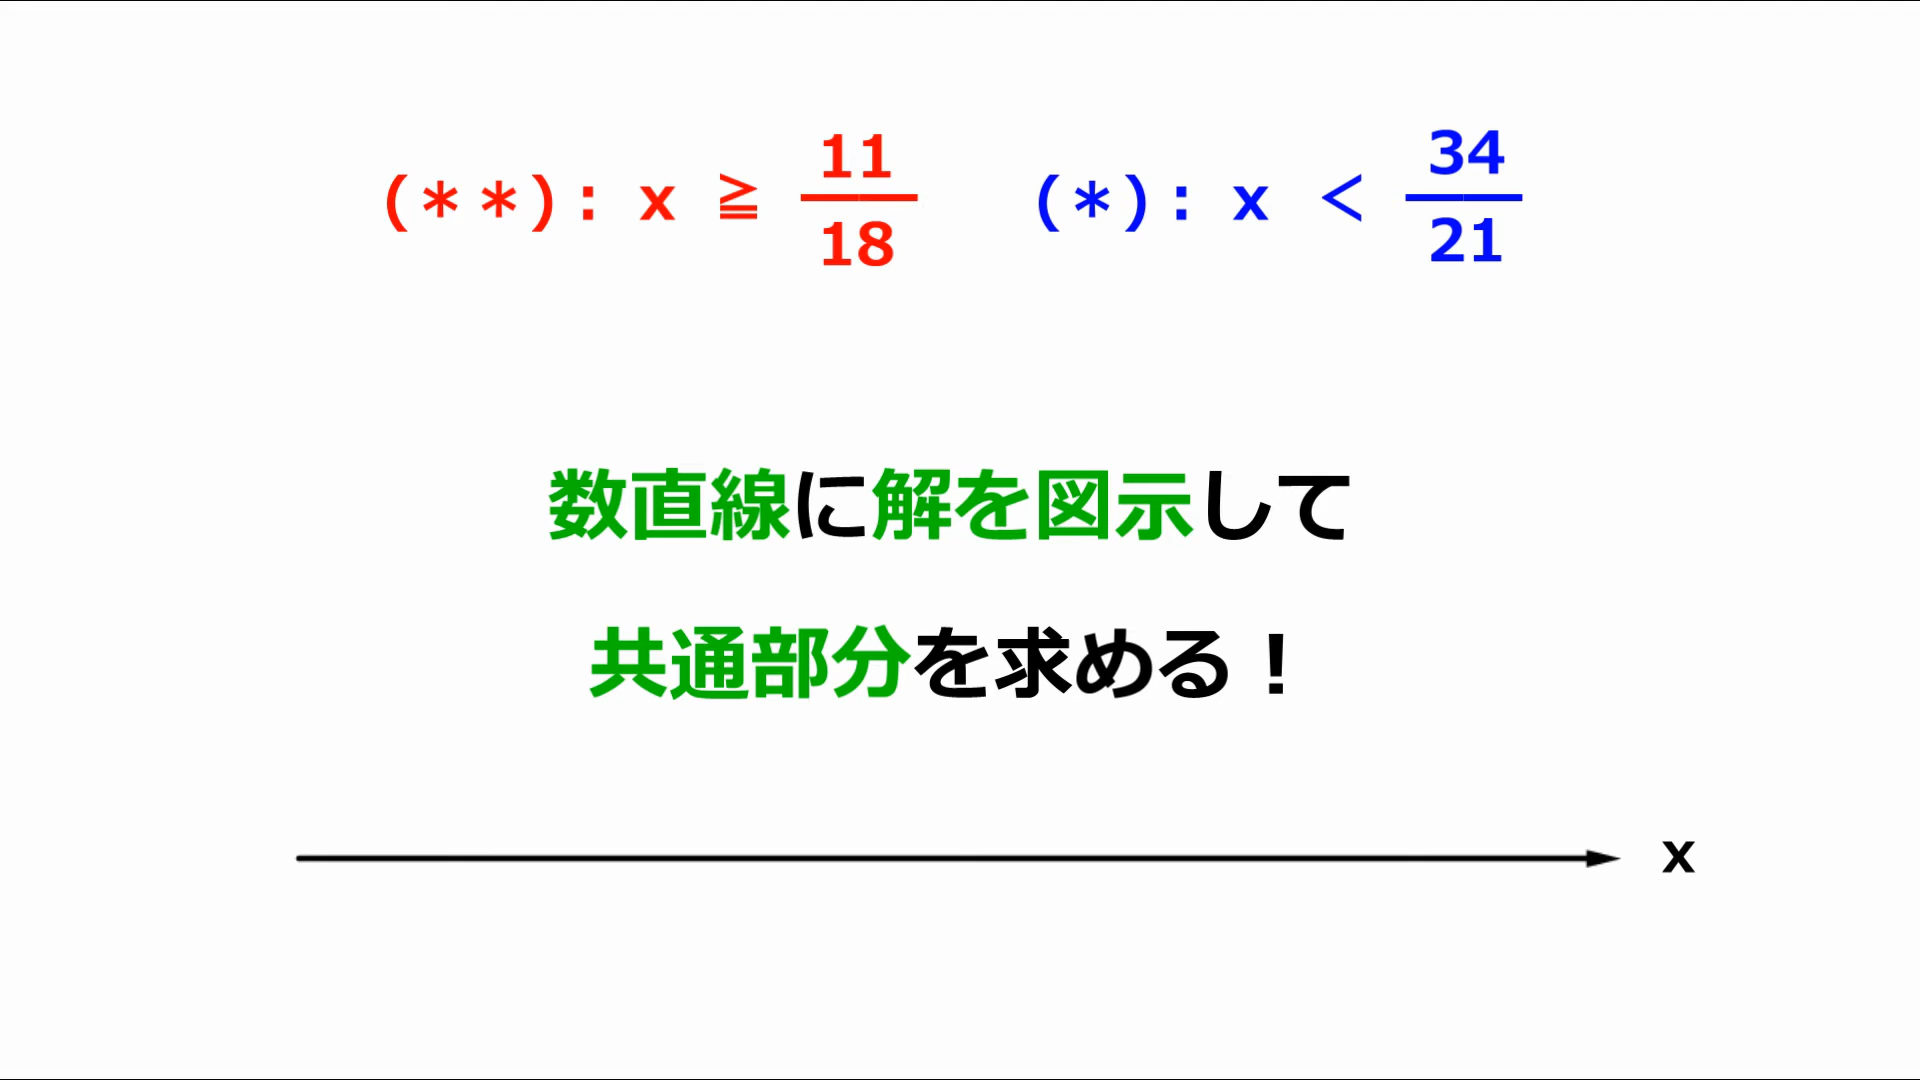 (＊＊): x ≧ 11/18 (＊): x < 34/21
数直線に解を図示して
共通部分を求める！
x